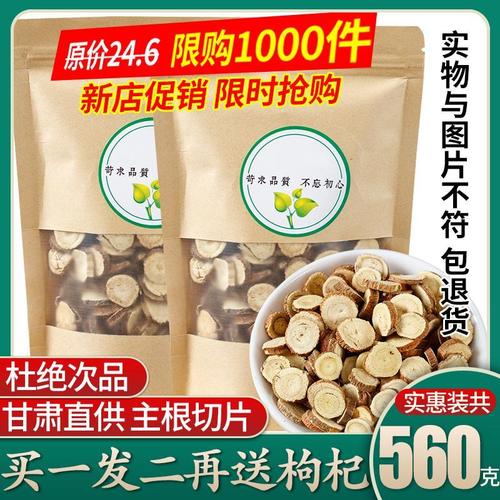 原价24.6 限购1000件
新店促销 限时抢购
实物与图片不符 包退货
苛求品質 不忘初心
苛求品質 不忘初心
杜绝次品
甘肃直供 主根切片
实惠装共
560克
买一发二再送枸杞